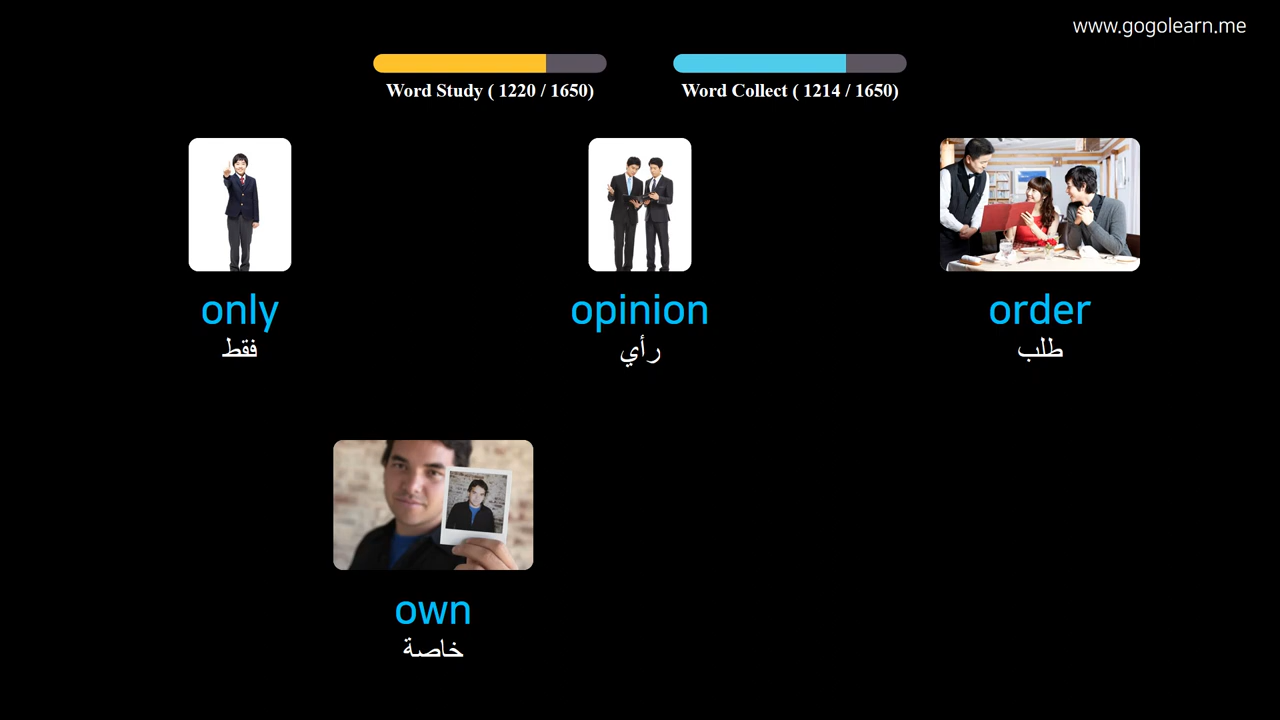 www.gogolearn.me
Word Study ( 1220 / 1650)
Word Collect ( 1214 / 1650)
only
فقط
opinion
رأي
order
طلب
own
خاصة